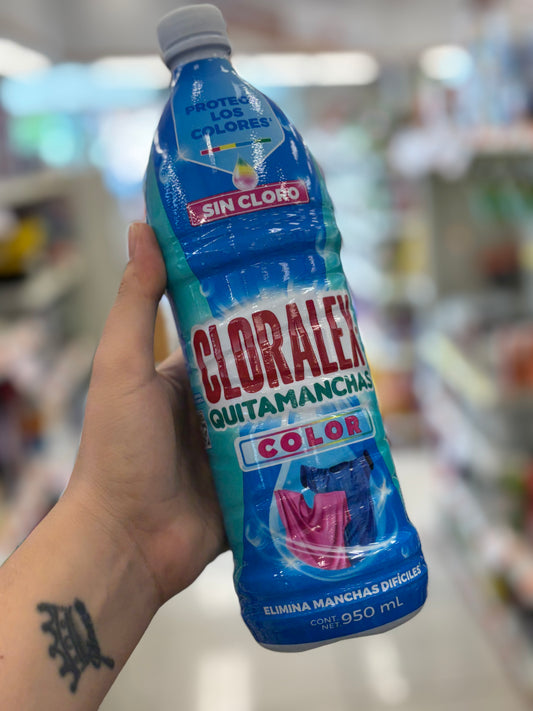 PROTEGE
LOS
COLORES*
SIN CLORO
CLORALEX
QUITAMANCHAS
COLOR
ELIMINA MANCHAS DIFÍCILES*
CONT. NET. 950 mL